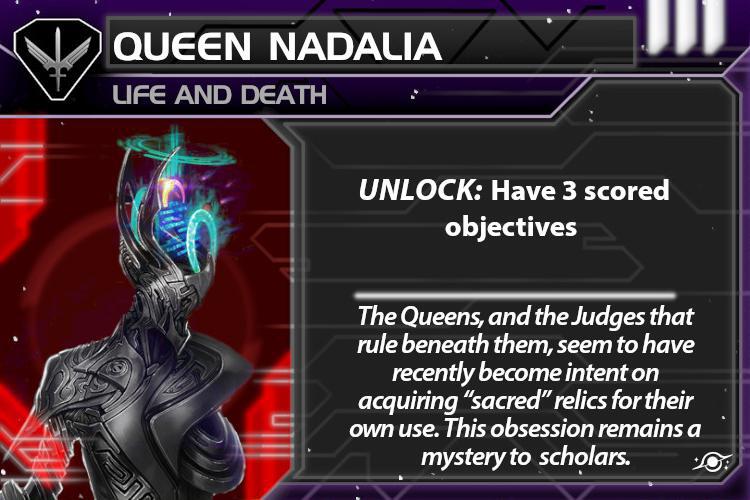 QUEEN NADALIA
LIFE AND DEATH
UNLOCK: Have 3 scored
objectives
The Queens, and the Judges that
rule beneath them, seem to have
recently become intent on
acquiring “sacred” relics for their
own use. This obsession remains a
mystery to scholars.